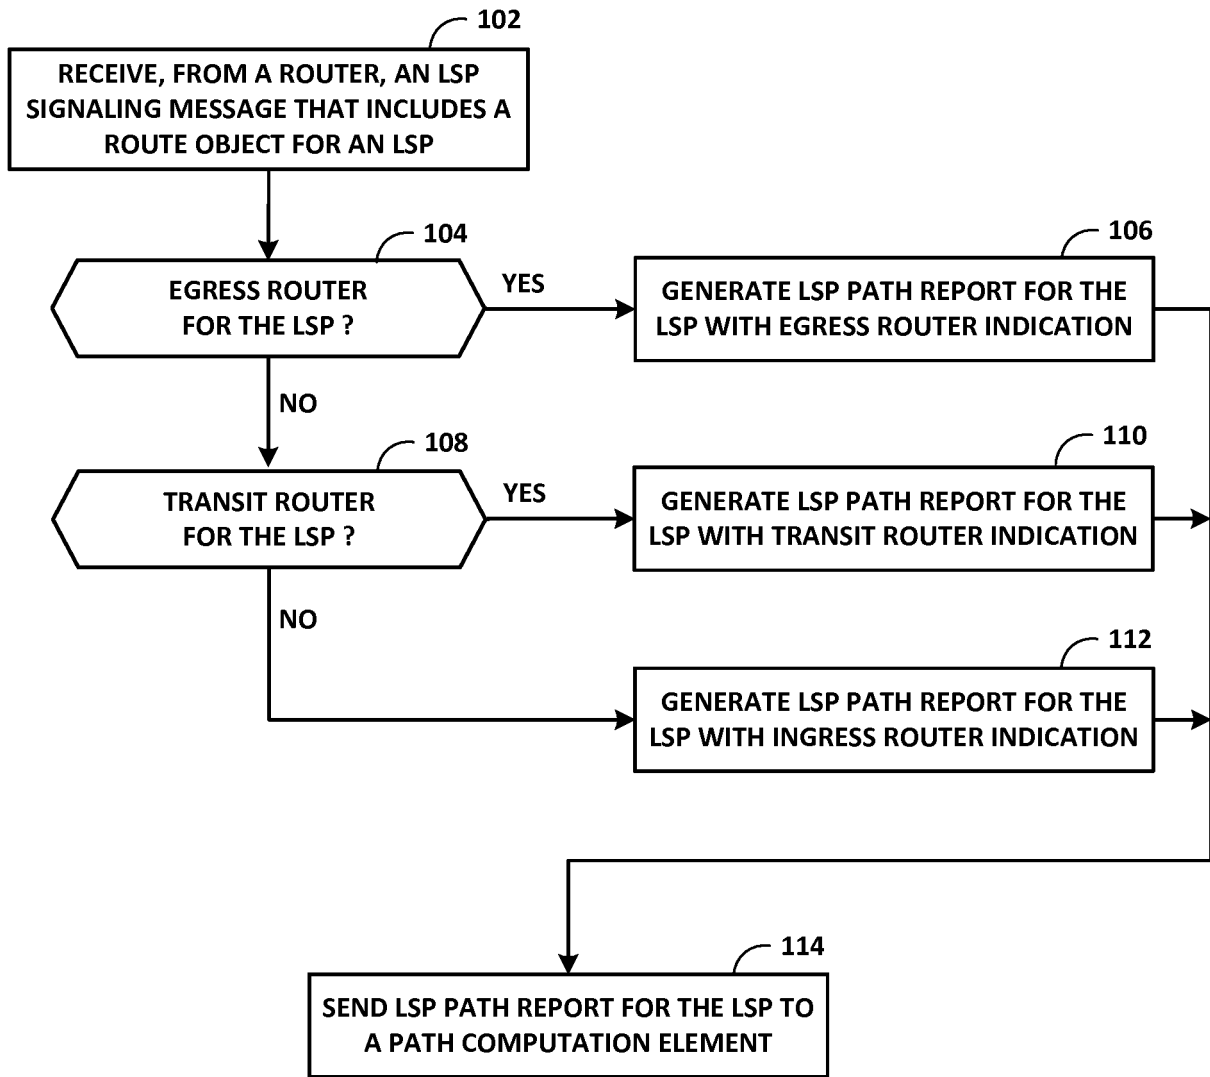 102
RECEIVE, FROM A ROUTER, AN LSP
SIGNALING MESSAGE THAT INCLUDES A
ROUTE OBJECT FOR AN LSP
104
EGRESS ROUTER
FOR THE LSP ?
YES
106
GENERATE LSP PATH REPORT FOR THE
LSP WITH EGRESS ROUTER INDICATION
NO
108
TRANSIT ROUTER
FOR THE LSP ?
YES
110
GENERATE LSP PATH REPORT FOR THE
LSP WITH TRANSIT ROUTER INDICATION
NO
112
GENERATE LSP PATH REPORT FOR THE
LSP WITH INGRESS ROUTER INDICATION
114
SEND LSP PATH REPORT FOR THE LSP TO
A PATH COMPUTATION ELEMENT